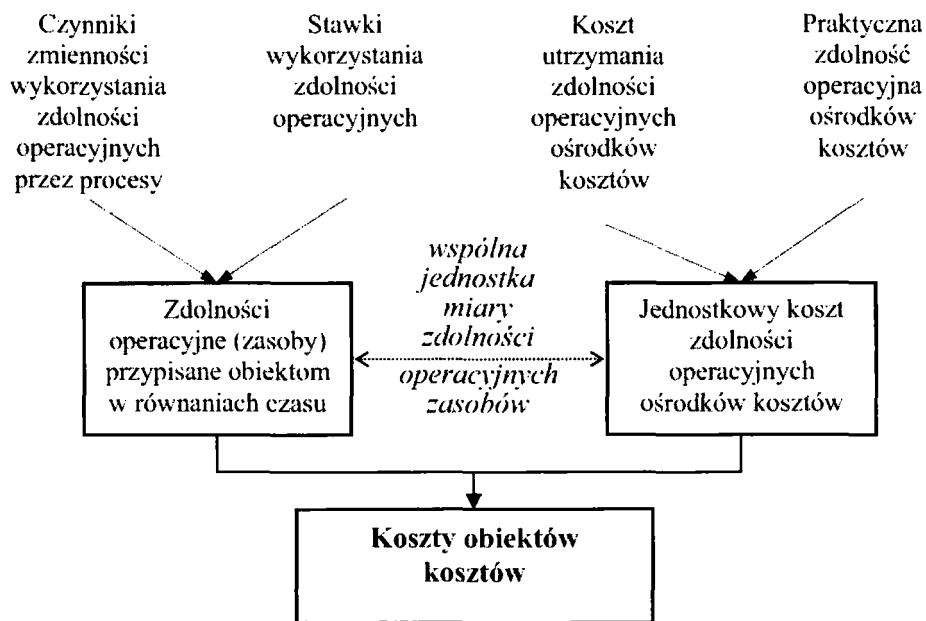 Czynniki
zmienności
wykorzystania
zdolności
operacyjnych
przez procesy
Stawki
wykorzystania
zdolności
operacyjnych
Koszt
utrzymania
zdolności
operacyjnych
ośrodków
kosztów
Praktyczna
zdolność
operacyjna
ośrodków
kosztów
Zdolności
operacyjne (zasoby)
przypisane obiektom
w równaniach czasu
wspólna
jednostka
miary
zdolności
operacyjnych
zasobów
Jednostkowy koszt
zdolności
operacyjnych
ośrodków kosztów
Koszty obiektów
kosztów